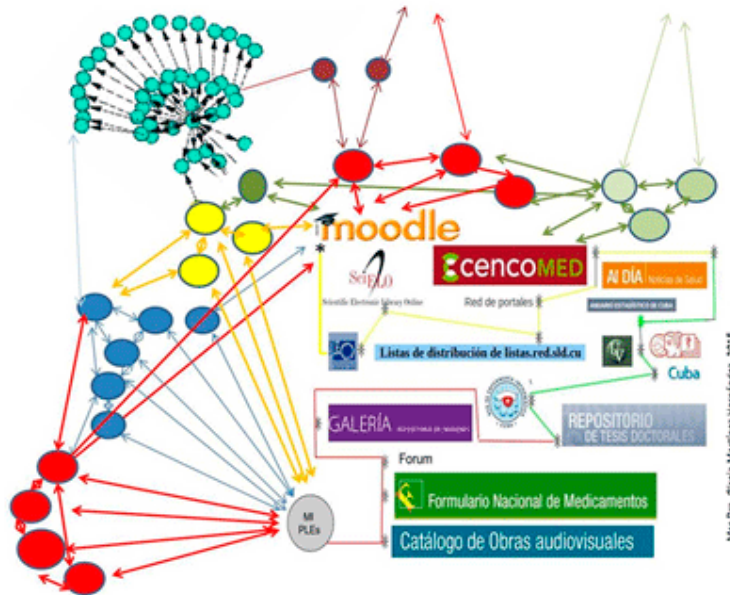 moodle
SciELO
Scientific Electronic Library Online
cencoMED
Al DÍA Noticias de Salud
Red de portales
ANUARIO ESTADÍSTICO DE CUBA
Listas de distribución de listas.red.sld.cu
Cuba
GALERÍA
REPOSITORIO
DE TESIS DOCTORALES
Forum
MI
PLEs
Formulario Nacional de Medicamentos
Catálogo de Obras audiovisuales